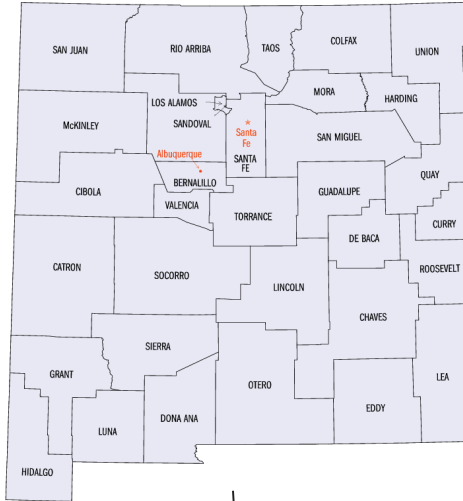 SAN JUAN
RIO ARRIBA
TAOS
COLFAX
UNION
MORA
HARDING
LOS ALAMOS
McKINLEY
SANDOVAL
Santa
Fe
SANTA
FE
SAN MIGUEL
Albuquerque
CIBOLA
BERNALILLO
QUAY
VALENCIA
GUADALUPE
TORRANCE
CURRY
DE BACA
CATRON
SOCORRO
ROOSEVELT
LINCOLN
CHAVES
SIERRA
GRANT
OTERO
LEA
LUNA
DONA ANA
EDDY
HIDALGO